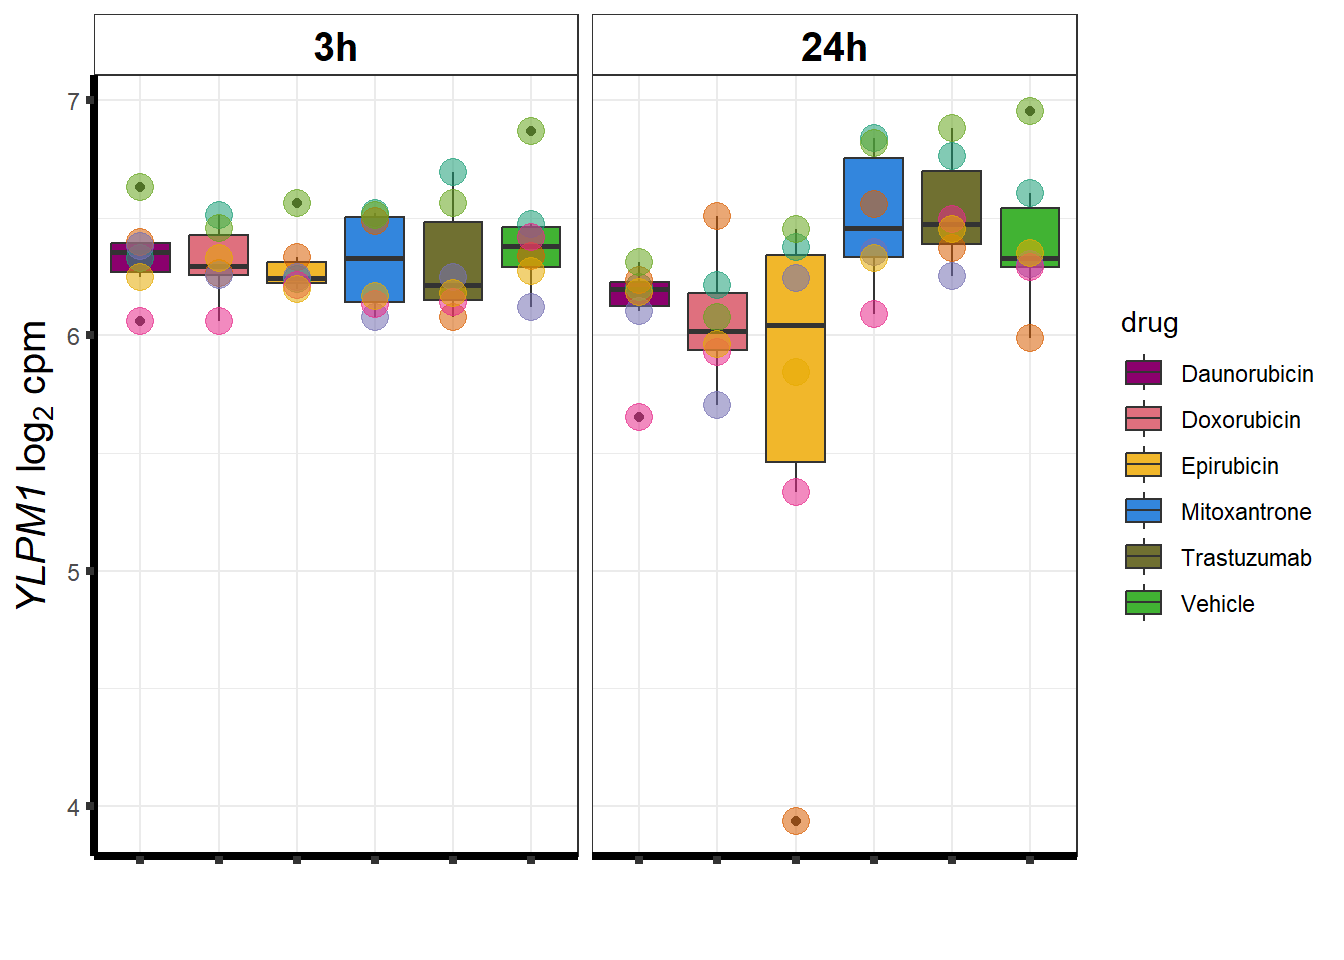 3h
24h
7
6
5
4
YLPM1 log2 cpm
drug
Daunorubicin
Doxorubicin
Epirubicin
Mitoxantrone
Trastuzumab
Vehicle